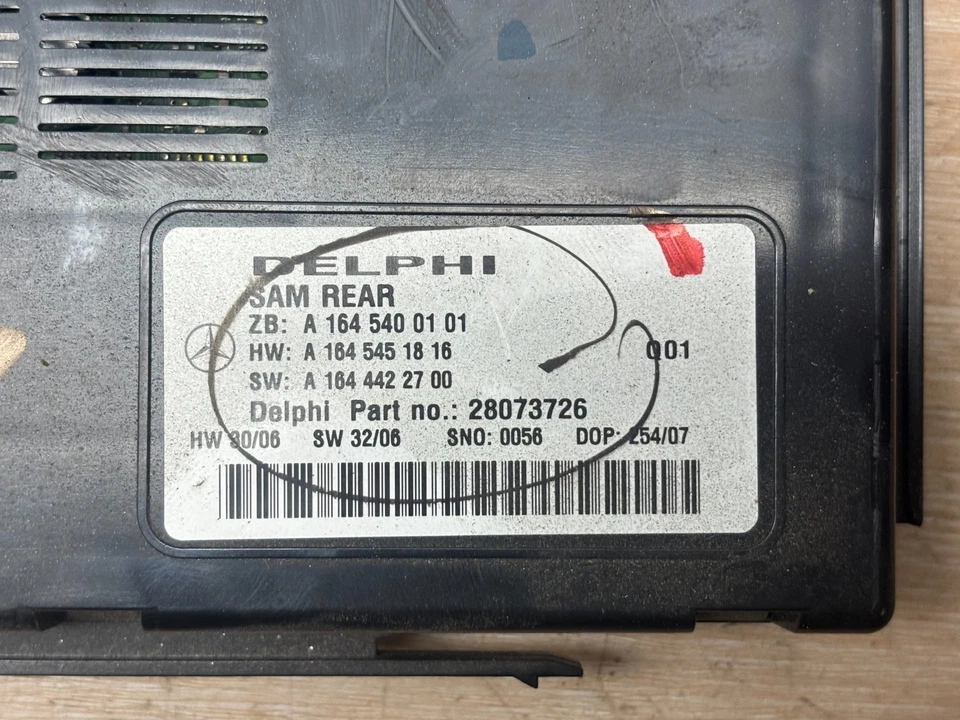 DELPHI
SAM REAR
ZB: A 164 540 01 01
HW: A 164 545 18 16 Q01
SW: A 164 442 27 00
Delphi Part no.: 28073726
HW 30/06 SW 32/06 SNO: 0056 DOP: 254/07